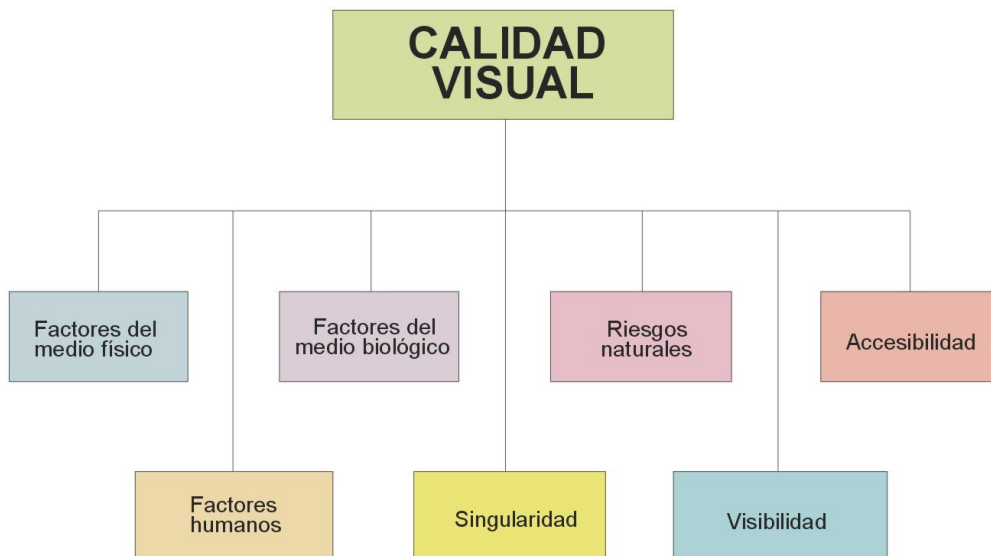 CALIDAD
VISUAL
Factores del
medio físico
Factores del
medio biológico
Riesgos
naturales
Accesibilidad
Factores
humanos
Singularidad
Visibilidad